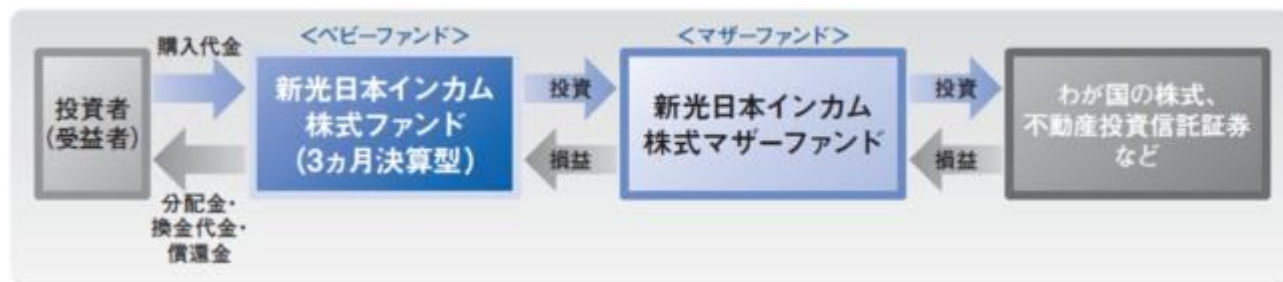 投資者
(受益者)
購入代金
分配金・
換金代金・
償還金
<ベビーファンド>
新光日本インカム
株式ファンド
(3ヵ月決算型)
投資
損益
<マザーファンド>
新光日本インカム
株式マザーファンド
投資
損益
わが国の株式、
不動産投資信託証券
など